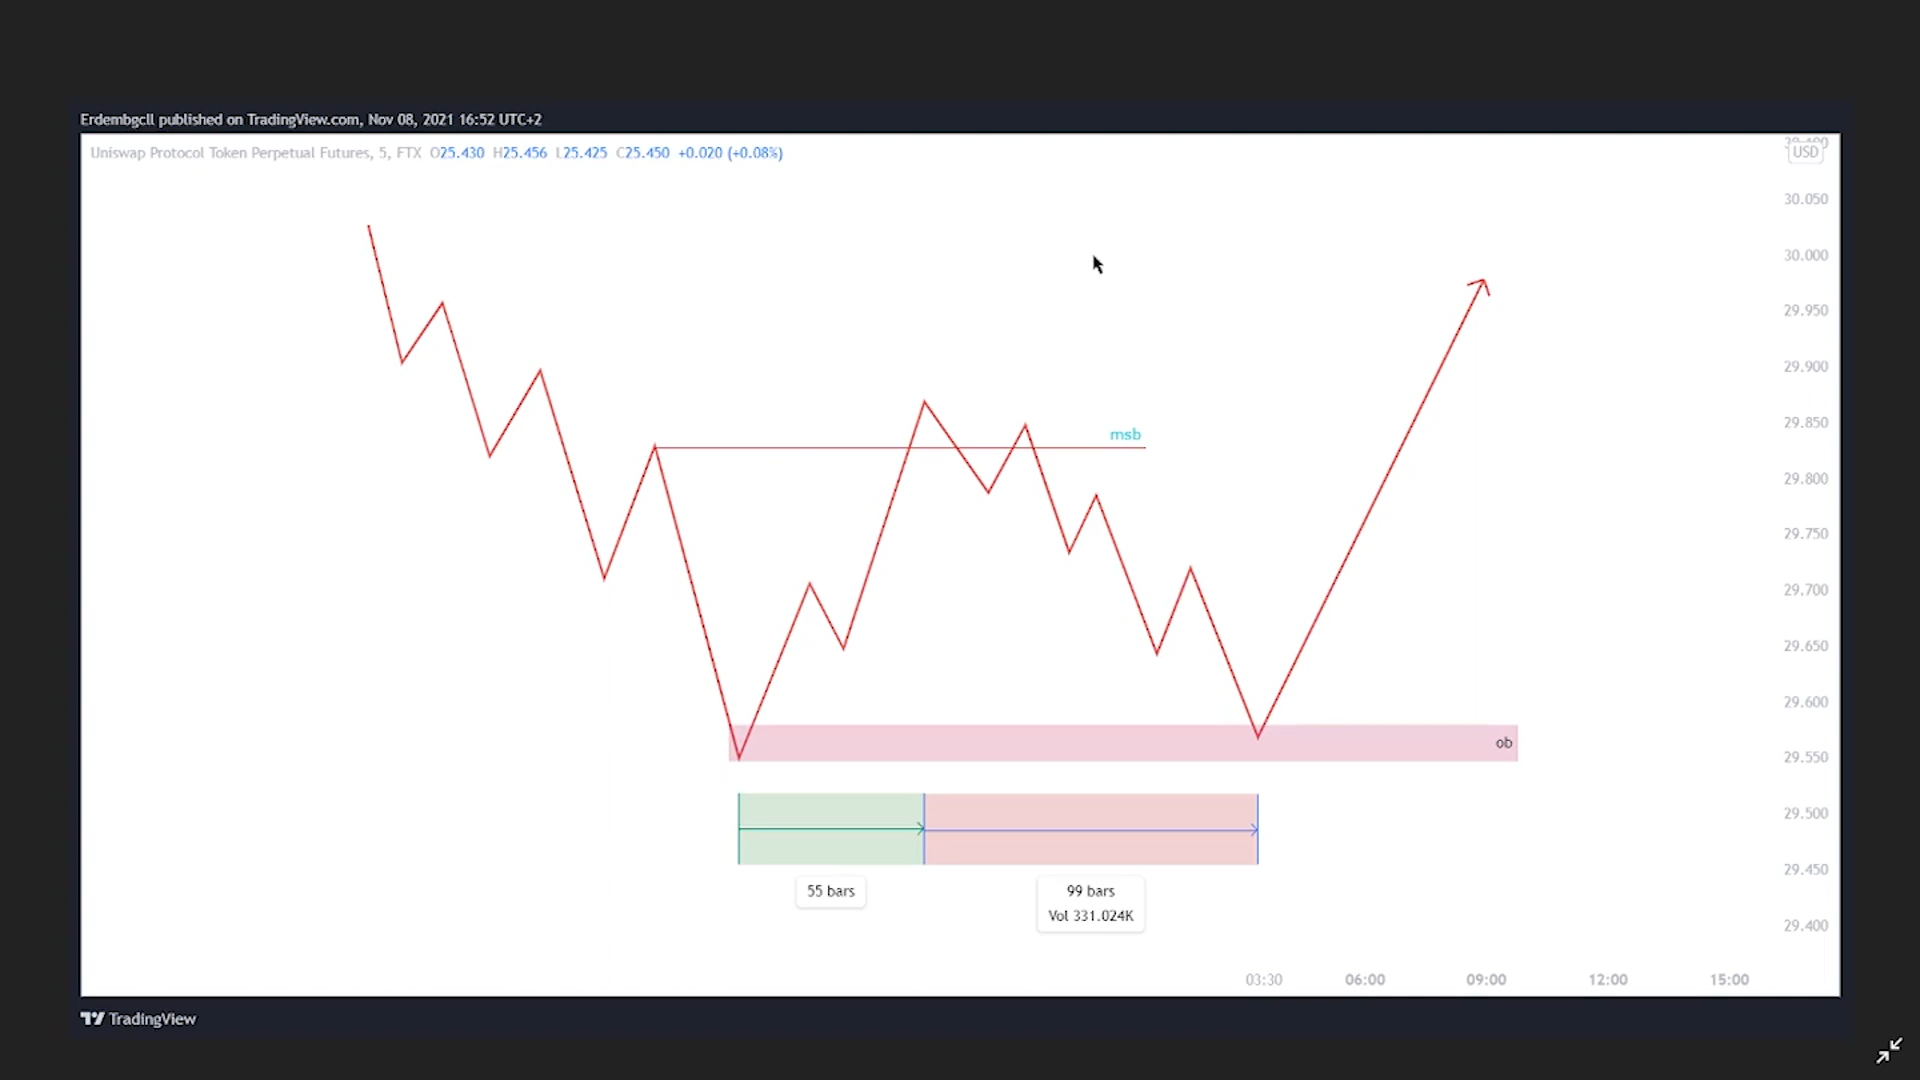 Erdembgcll published on TradingView.com, Nov 08, 2021 16:52 UTC+2
Uniswap Protocol Token Perpetual Futures, 5, FTX O25.430 H25.456 L25.425 C25.450 +0.020 (+0.08%)
USD
30.050
30.000
29.950
29.900
29.850
msb
29.800
29.750
29.700
29.650
29.600
ob
29.550
29.500
29.450
55 bars
99 bars
Vol 331.024K
29.400
03:30 06:00 09:00 12:00 15:00
TradingView